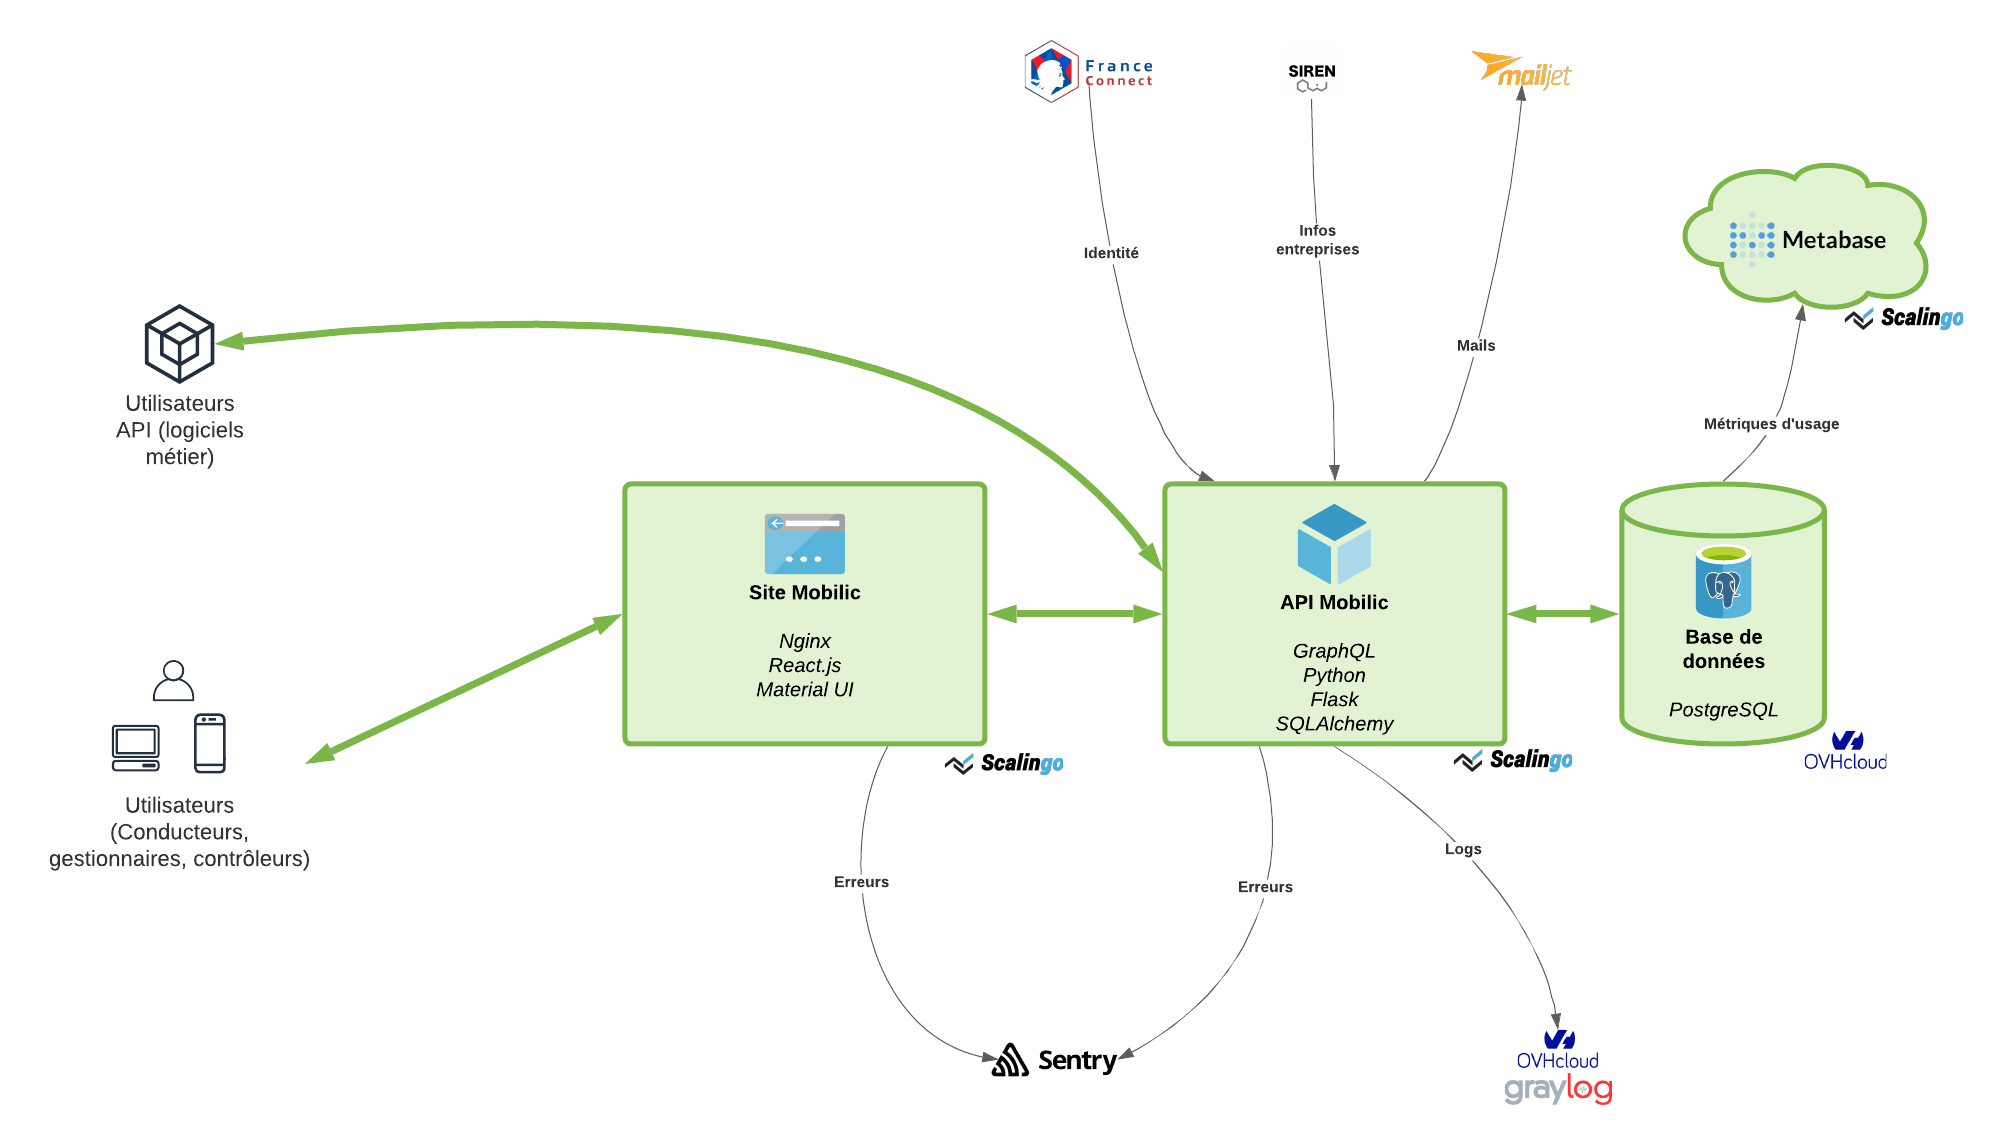 France
Connect
SIREN
mailjet
Identité
Infos
entreprises
Mails
Metabase
Scalingo
Métriques d'usage
Utilisateurs
API (logiciels
métier)
Site Mobilic
Nginx
React.js
Material UI
Scalingo
API Mobilic
GraphQL
Python
Flask
SQLAlchemy
Scalingo
Base de
données
PostgreSQL
OVHcloud
Utilisateurs
(Conducteurs,
gestionnaires, contrôleurs)
Erreurs
Erreurs
Logs
Sentry
OVHcloud
graylog